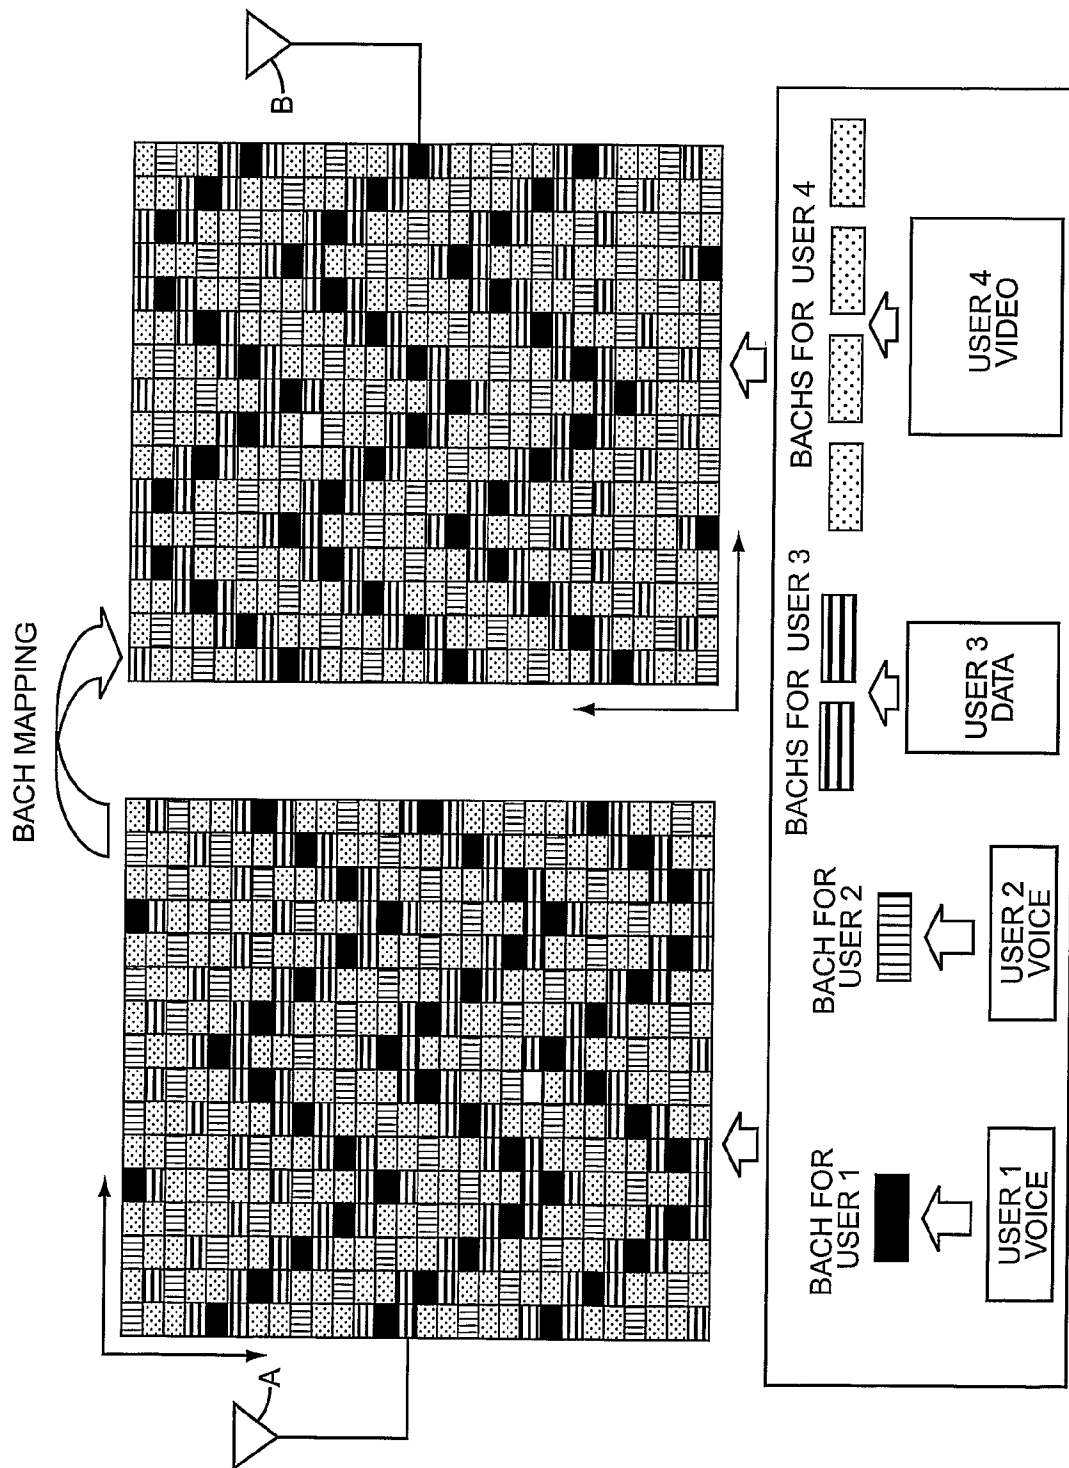 BACH MAPPING
A
B
BACH FOR
USER 1
BACH FOR
USER 2
BACHS FOR USER 3
BACHS FOR USER 4
USER 1
VOICE
USER 2
VOICE
USER 3
DATA
USER 4
VIDEO